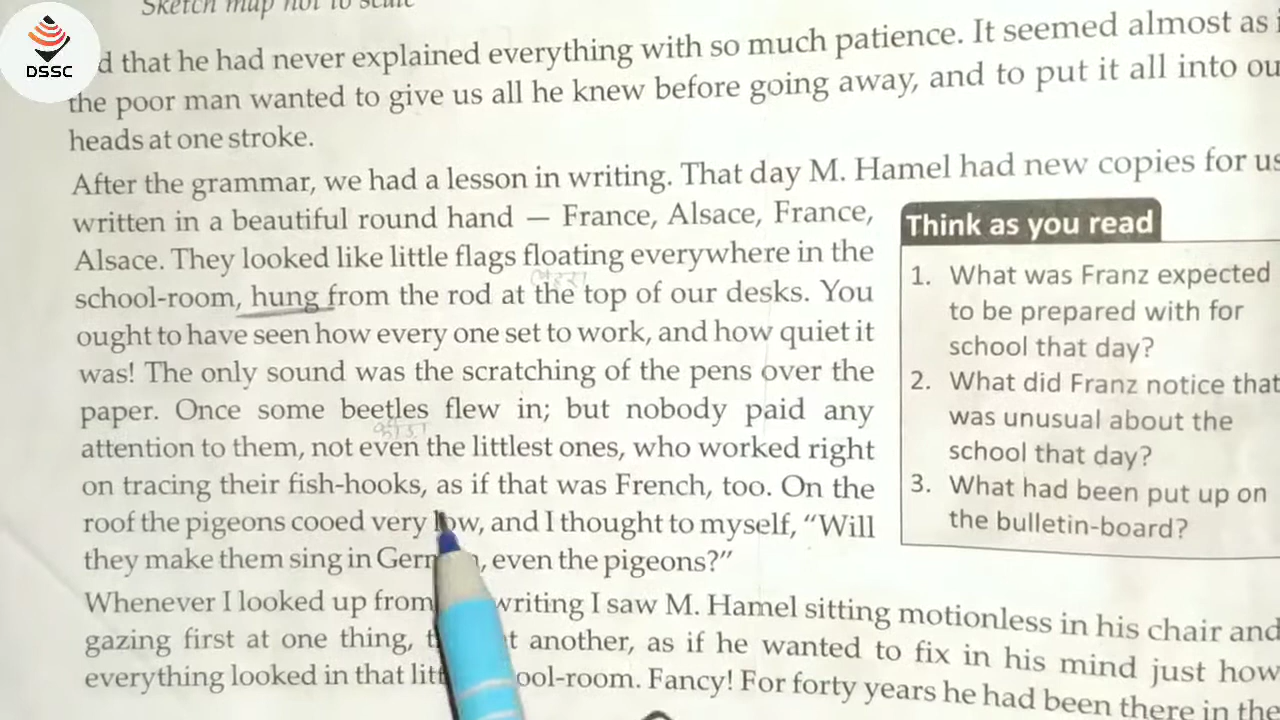 Sketch map not to scale
DSSC
d that he had never explained everything with so much patience. It seemed almost as
the poor man wanted to give us all he knew before going away, and to put it all into ou
heads at one stroke.
After the grammar, we had a lesson in writing. That day M. Hamel had new copies for us
written in a beautiful round hand — France, Alsace, France,
Alsace. They looked like little flags floating everywhere in the
school-room, hung from the rod at the top of our desks. You
ought to have seen how every one set to work, and how quiet it
was! The only sound was the scratching of the pens over the
paper. Once some beetles flew in; but nobody paid any
attention to them, not even the littlest ones, who worked right
on tracing their fish-hooks, as if that was French, too. On the
roof the pigeons cooed very low, and I thought to myself, "Will
they make them sing in Ger , even the pigeons?"
Whenever I looked up from writing I saw M. Hamel sitting motionless in his chair and
gazing first at one thing, t t another, as if he wanted to fix in his mind just how
everything looked in that litt ool-room. Fancy! For forty years he had been there in the
Think as you read
1. What was Franz expected
to be prepared with for
school that day?
2. What did Franz notice that
was unusual about the
school that day?
3. What had been put up on
the bulletin-board?